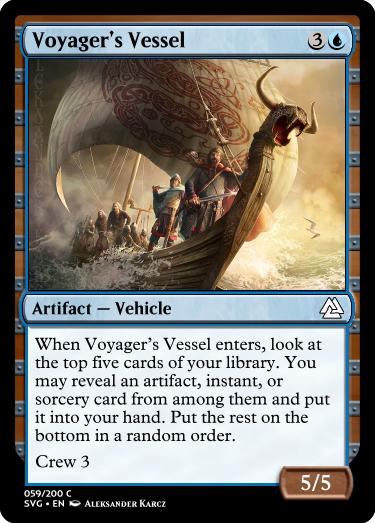 Voyager's Vessel 3
Artifact — Vehicle
When Voyager's Vessel enters, look at
the top five cards of your library. You
may reveal an artifact, instant, or
sorcery card from among them and put
it into your hand. Put the rest on the
bottom in a random order.
Crew 3
5/5
059/200 C
SVG • EN Aleksander Karcz